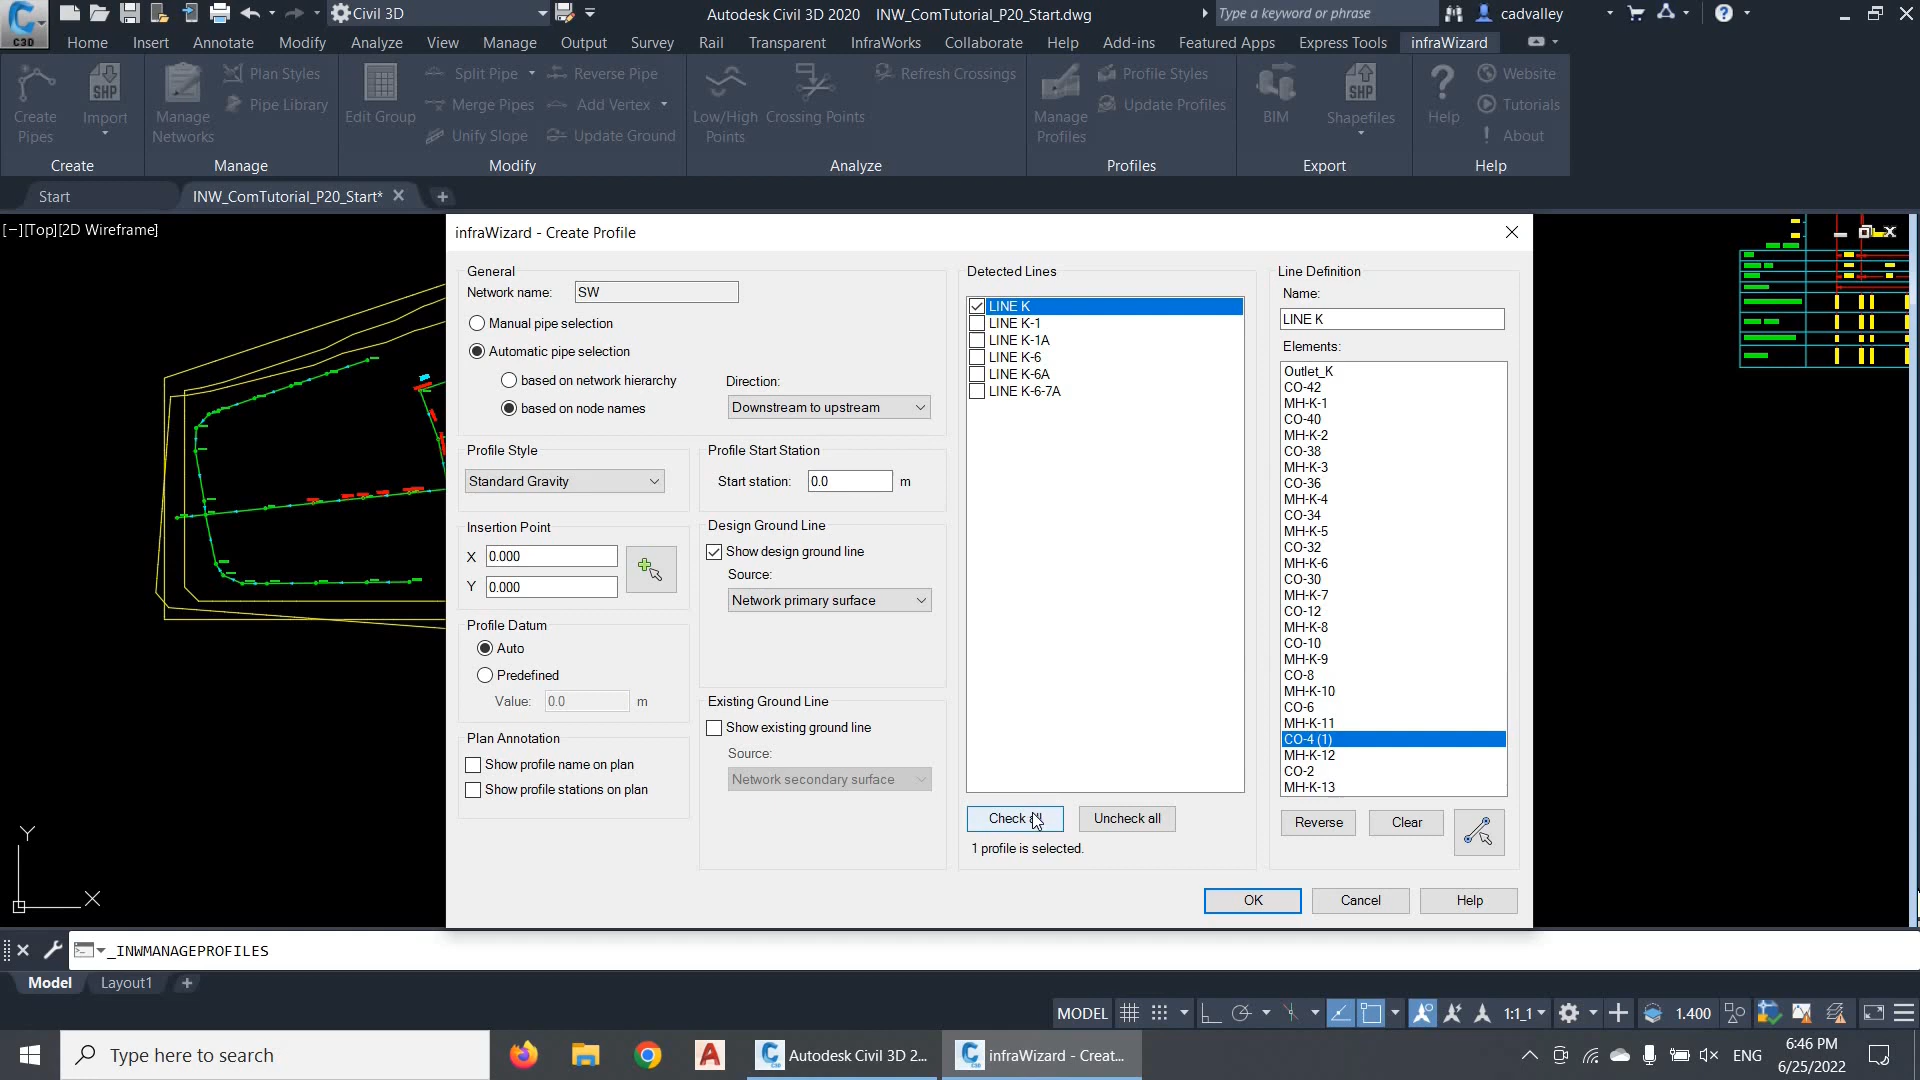 Civil 3D
Autodesk Civil 3D 2020 INW_ComTutorial_P20_Start.dwg
Type a keyword or phrase
cadvalley
C3D
Home Insert Annotate Modify Analyze View Manage Output Survey Rail Transparent InfraWorks Collaborate Help Add-ins Featured Apps Express Tools infraWizard
Create Pipes
Import
Create
Manage Networks
Plan Styles
Pipe Library
Manage
Edit Group
Split Pipe
Merge Pipes
Unify Slope
Reverse Pipe
Add Vertex
Update Ground
Modify
Low/High Points
Crossing Points
Refresh Crossings
Analyze
Manage Profiles
Profile Styles
Update Profiles
Profiles
BIM
SHP
Shapefiles
Export
Help
Website
Tutorials
About
Help
Start
INW_ComTutorial_P20_Start*
[−][Top][2D Wireframe]
infraWizard - Create Profile
General
Network name: SW
Manual pipe selection
Automatic pipe selection
based on network hierarchy
based on node names
Direction:
Downstream to upstream
Profile Style
Standard Gravity
Profile Start Station
Start station: 0.0 m
Insertion Point
X 0.000
Y 0.000
Design Ground Line
Show design ground line
Source:
Network primary surface
Profile Datum
Auto
Predefined
Value: 0.0 m
Existing Ground Line
Show existing ground line
Source:
Network secondary surface
Plan Annotation
Show profile name on plan
Show profile stations on plan
Detected Lines
LINE K
LINE K-1
LINE K-1A
LINE K-6
LINE K-6A
LINE K-6-7A
Check all
Uncheck all
1 profile is selected.
Line Definition
Name:
LINE K
Elements:
Outlet_K
CO-42
MH-K-1
CO-40
MH-K-2
CO-38
MH-K-3
CO-36
MH-K-4
CO-34
MH-K-5
CO-32
MH-K-6
CO-30
MH-K-7
CO-12
MH-K-8
CO-10
MH-K-9
CO-8
MH-K-10
CO-6
MH-K-11
CO-4 (1)
MH-K-12
CO-2
MH-K-13
Reverse
Clear
OK
Cancel
Help
Y
X
_INWMANAGEPROFILES
Model
Layout1
MODEL
1:1_1
1.400
Type here to search
Autodesk Civil 3D 2...
infraWizard - Creat...
ENG
6:46 PM
6/25/2022